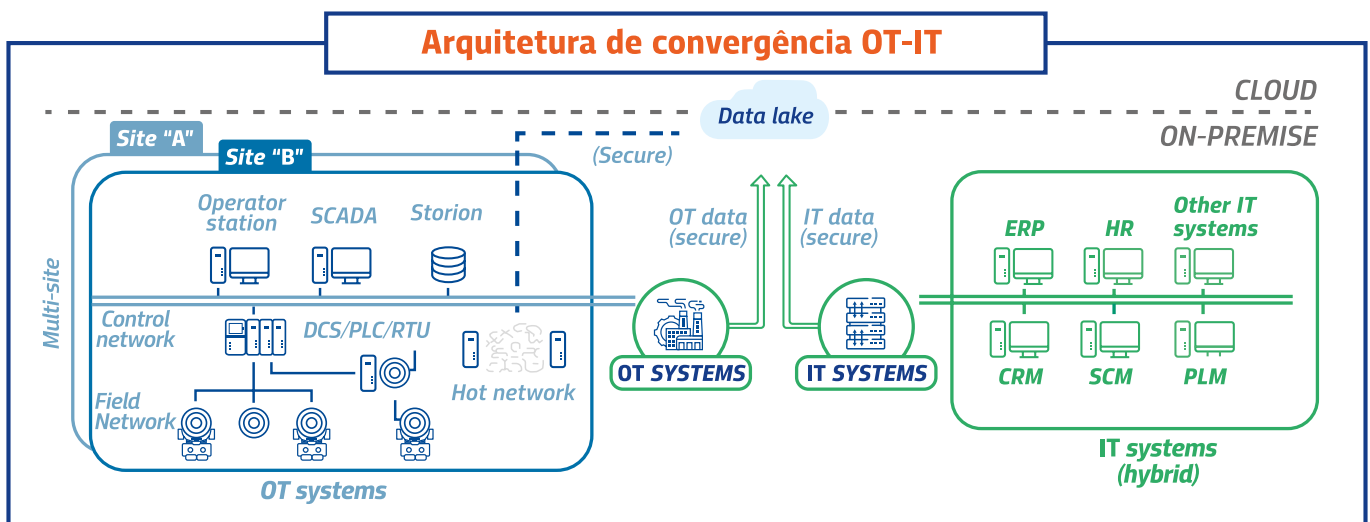 Arquitetura de convergência OT-IT
CLOUD
Data lake
ON-PREMISE
Site "A"
Site "B"
(Secure)
Multi-site
Operator
station
SCADA
Storion
Control
network
DCS/PLC/RTU
Hot network
Field
Network
OT systems
OT data
(secure)
IT data
(secure)
OT SYSTEMS
IT SYSTEMS
ERP
HR
Other IT
systems
CRM
SCM
PLM
IT systems
(hybrid)